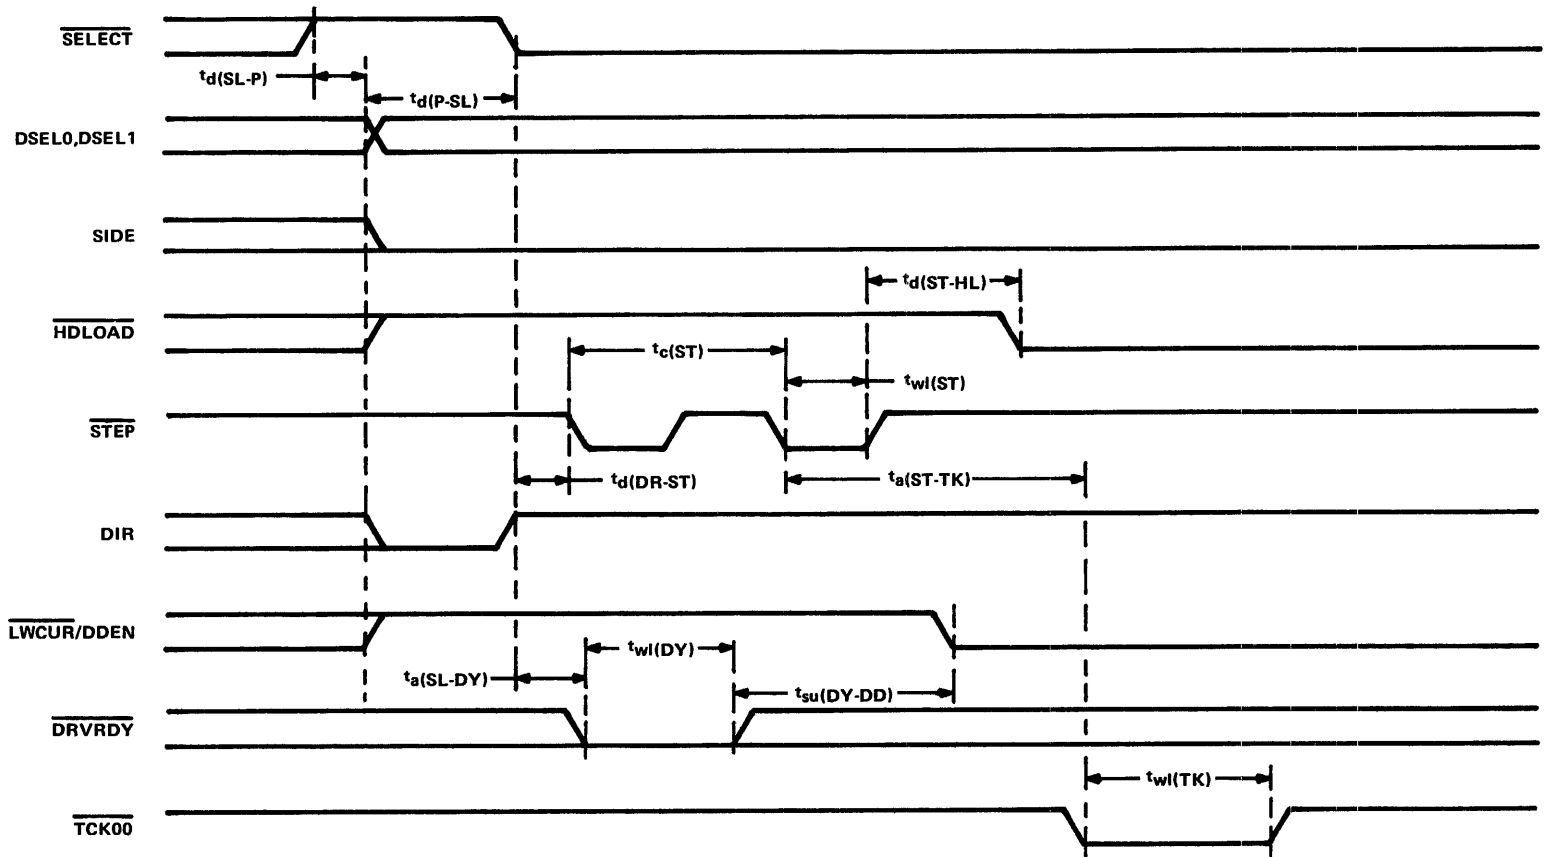 SELECT
td(SL-P)
td(P-SL)
DSEL0,DSEL1
SIDE
td(ST-HL)
HDLOAD
tc(ST)
twl(ST)
STEP
td(DR-ST)
ta(ST-TK)
DIR
LWCUR/DDEN
twl(DY)
ta(SL-DY)
tsu(DY-DD)
DRVRDY
twl(TK)
TCK00